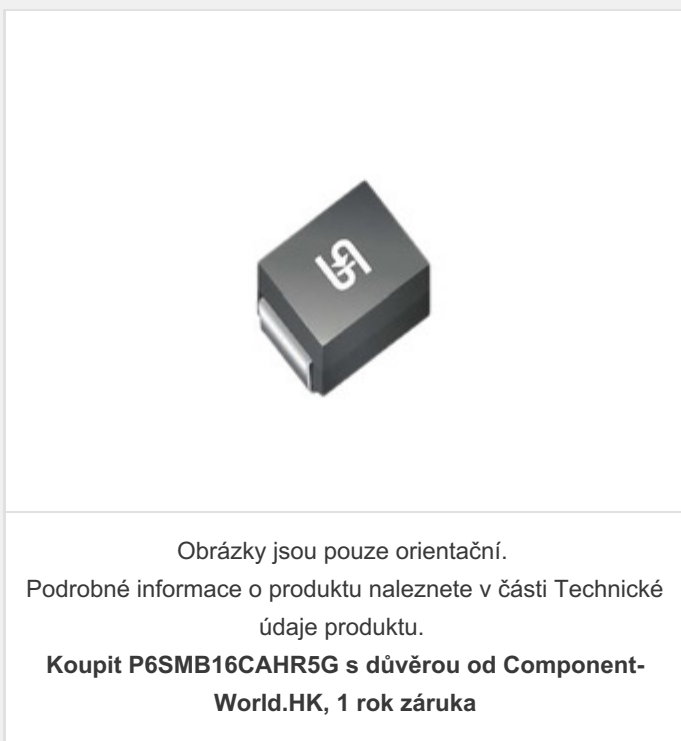 Obrázky jsou pouze orientační.
Podrobné informace o produktu naleznete v části Technické
údaje produktu.
Koupit P6SMB16CAHR5G s důvěrou od Component-
World.HK, 1 rok záruka